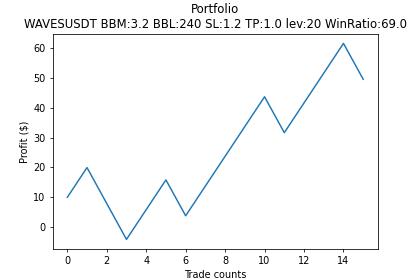 Portfolio
WAVESUSDT BBM:3.2 BBL:240 SL:1.2 TP:1.0 lev:20 WinRatio:69.0
60
50
40
30
20
10
0
Profit ($)
0 2 4 6 8 10 12 14
Trade counts